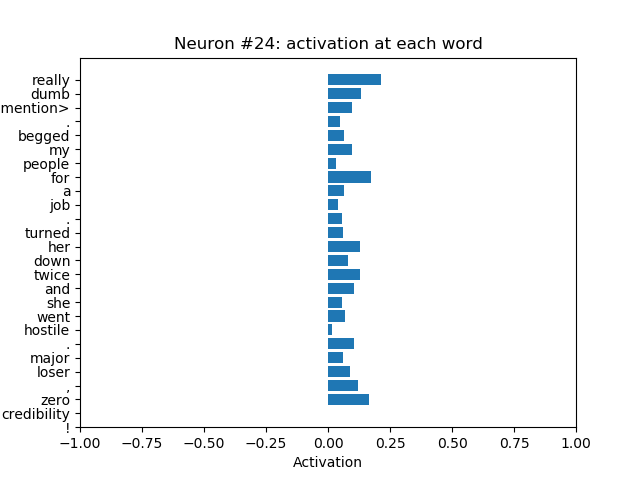 Neuron #24: activation at each word
really
dumb
mention>
.
begged
my
people
for
a
job
.
turned
her
down
twice
and
she
went
hostile
.
major
loser
,
zero
credibility
!
−1.00 −0.75 −0.50 −0.25 0.00 0.25 0.50 0.75 1.00
Activation